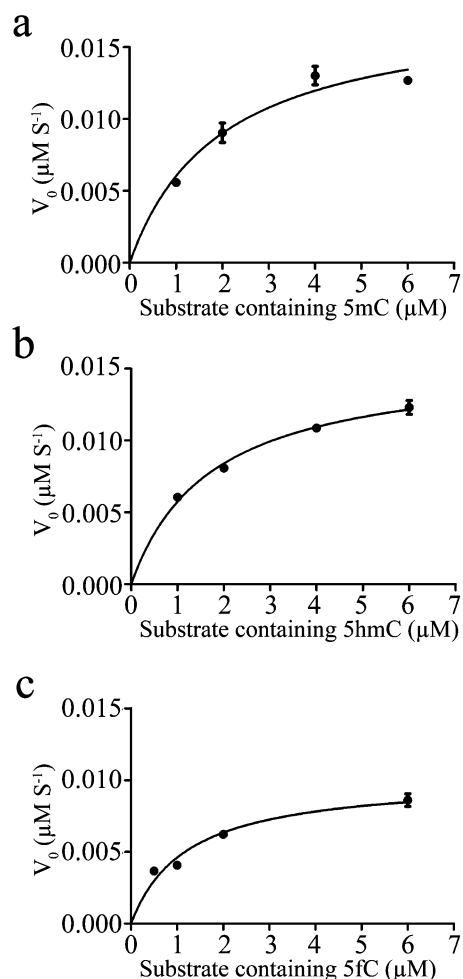 a
0.015
0.010
0.005
0.000
V₀ (μM S⁻¹)
0 1 2 3 4 5 6 7
Substrate containing 5mC (μM)
b
0.015
0.010
0.005
0.000
V₀ (μM S⁻¹)
0 1 2 3 4 5 6 7
Substrate containing 5hmC (μM)
c
0.015
0.010
0.005
0.000
V₀ (μM S⁻¹)
0 1 2 3 4 5 6 7
Substrate containing 5fC (μM)